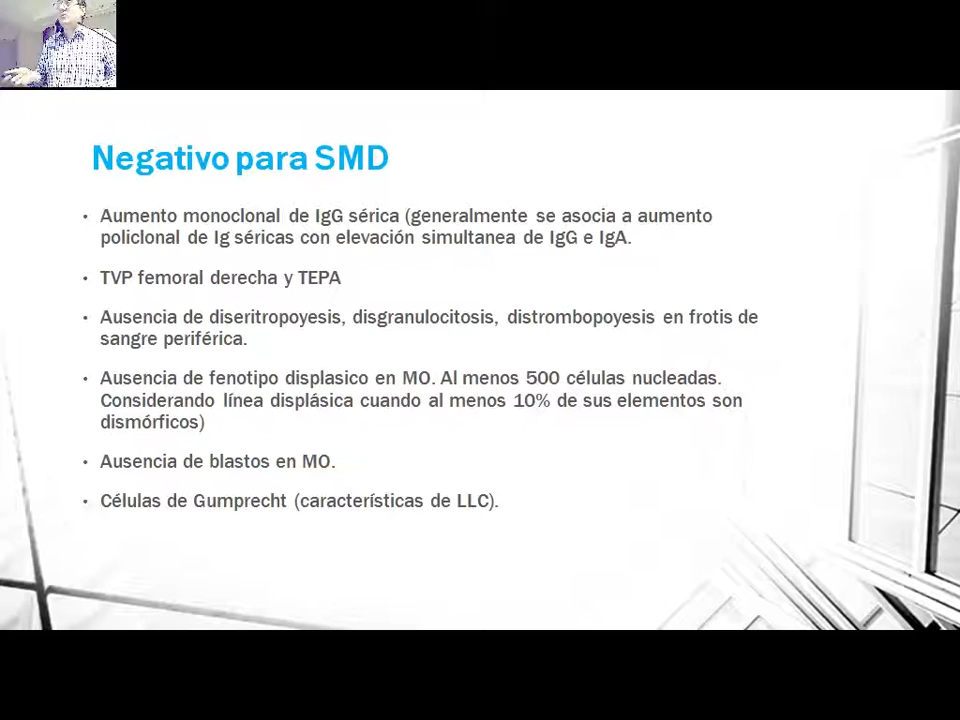 Negativo para SMD
• Aumento monoclonal de IgG sérica (generalmente se asocia a aumento
policlonal de Ig séricas con elevación simultanea de IgG e IgA.
• TVP femoral derecha y TEPA
• Ausencia de diseritropoyesis, disgranulocitosis, distrombopoyesis en frotis de
sangre periférica.
• Ausencia de fenotipo displasico en MO. Al menos 500 células nucleadas.
Considerando línea displásica cuando al menos 10% de sus elementos son
dismórficos)
• Ausencia de blastos en MO.
• Células de Gumprecht (características de LLC).